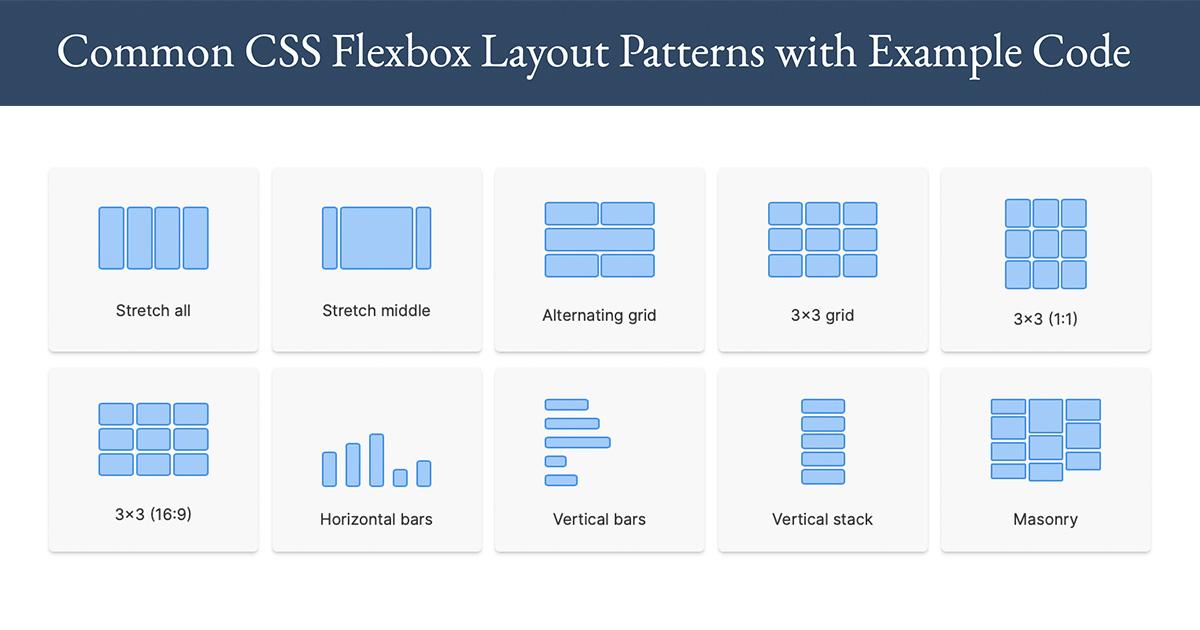 Common CSS Flexbox Layout Patterns with Example Code
Stretch all
Stretch middle
Alternating grid
3×3 grid
3×3 (1:1)
3×3 (16:9)
Horizontal bars
Vertical bars
Vertical stack
Masonry